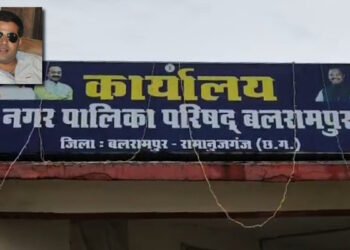 कार्यालय
नगर पालिका परिषद् बलरामपुर
जिला : बलरामपुर - रामानुजगंज (छ.ग.)